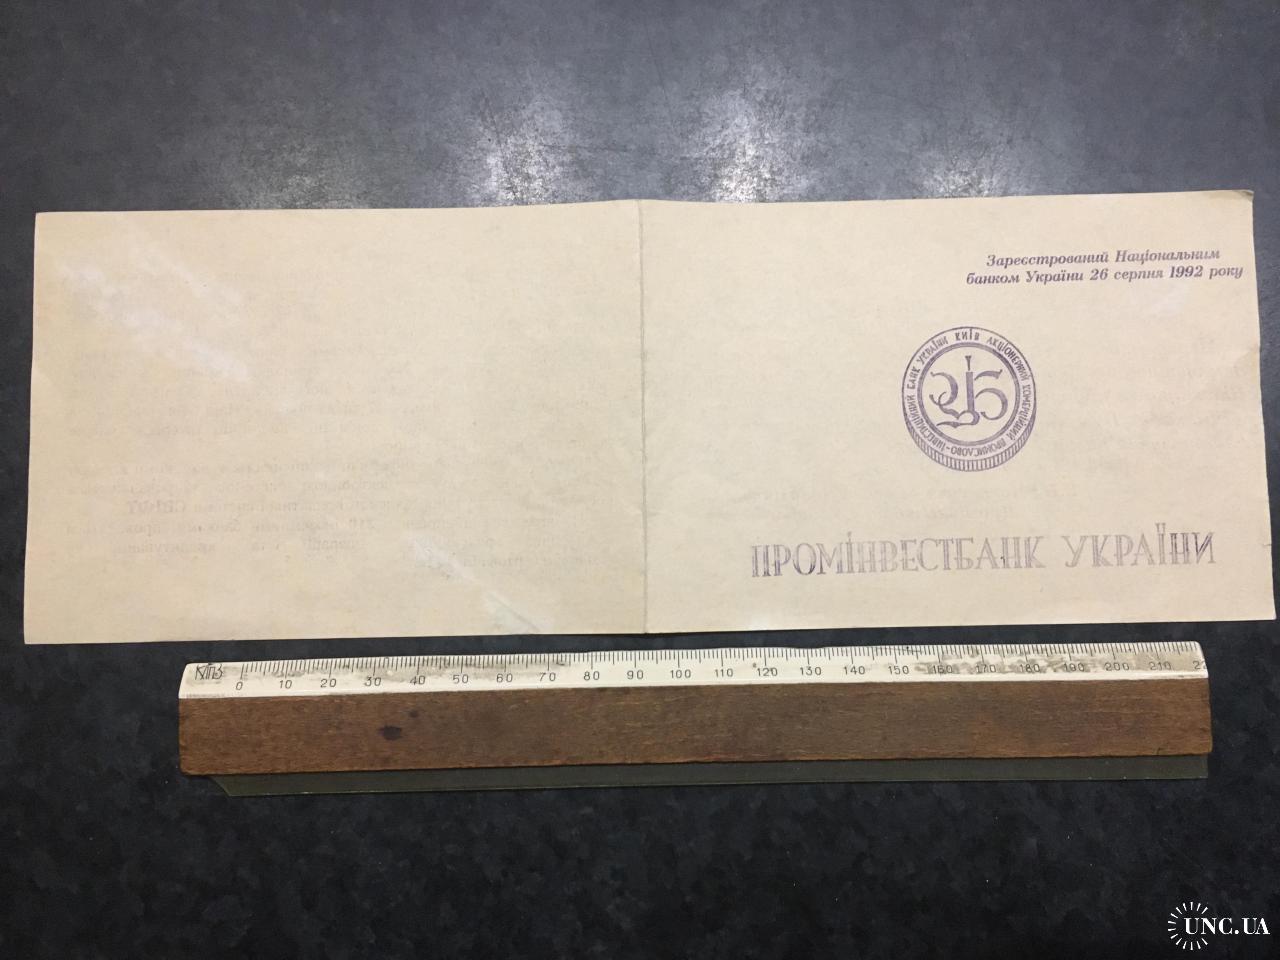 Зареєстрований Національним
банком України 26 серпня 1992 року
КИЇВ АКЦІОНЕРНИЙ КОМЕРЦІЙНИЙ ПРОМИСЛОВО-ІНВЕСТИЦІЙНИЙ БАНК УКРАЇНИ
ПРОМІНВЕСТБАНК УКРАЇНИ
0 10 20 30 40 50 60 70 80 90 100 110 120 130 140 150 160 170 180 190 200 210
UNC.UA